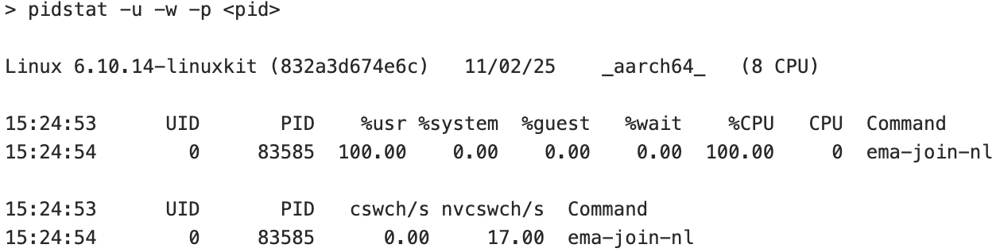 > pidstat -u -w -p <pid>
Linux 6.10.14-linuxkit (832a3d674e6c) 11/02/25 _aarch64_ (8 CPU)
15:24:53 UID PID %usr %system %guest %wait %CPU CPU Command
15:24:54 0 83585 100.00 0.00 0.00 0.00 100.00 0 ema-join-nl
15:24:53 UID PID cswch/s nvcswch/s Command
15:24:54 0 83585 0.00 17.00 ema-join-nl